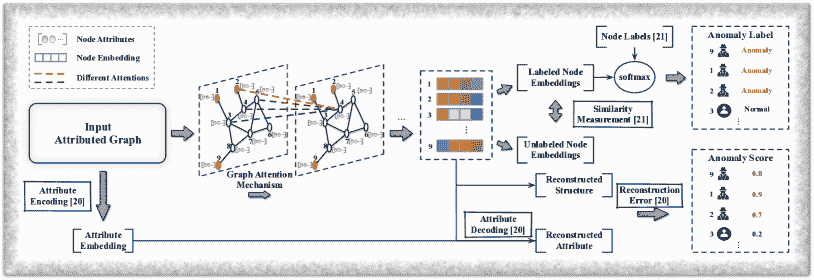 Node Attributes
Node Embedding
Different Attentions
Input
Attributed Graph
Attribute
Encoding [20]
Attribute
Embedding
Graph Attention
Mechanism
...
1
2
3
9
Labeled Node
Embeddings
Unlabeled Node
Embeddings
Node Labels [21]
softmax
Similarity
Measurement [21]
Reconstructed
Structure
Attribute
Decoding [20]
Reconstructed
Attribute
Reconstruction
Error [20]
Anomaly Label
9 Anomaly
1 Anomaly
2 Anomaly
3 Normal
Anomaly Score
9 0.8
1 0.9
2 0.7
3 0.2